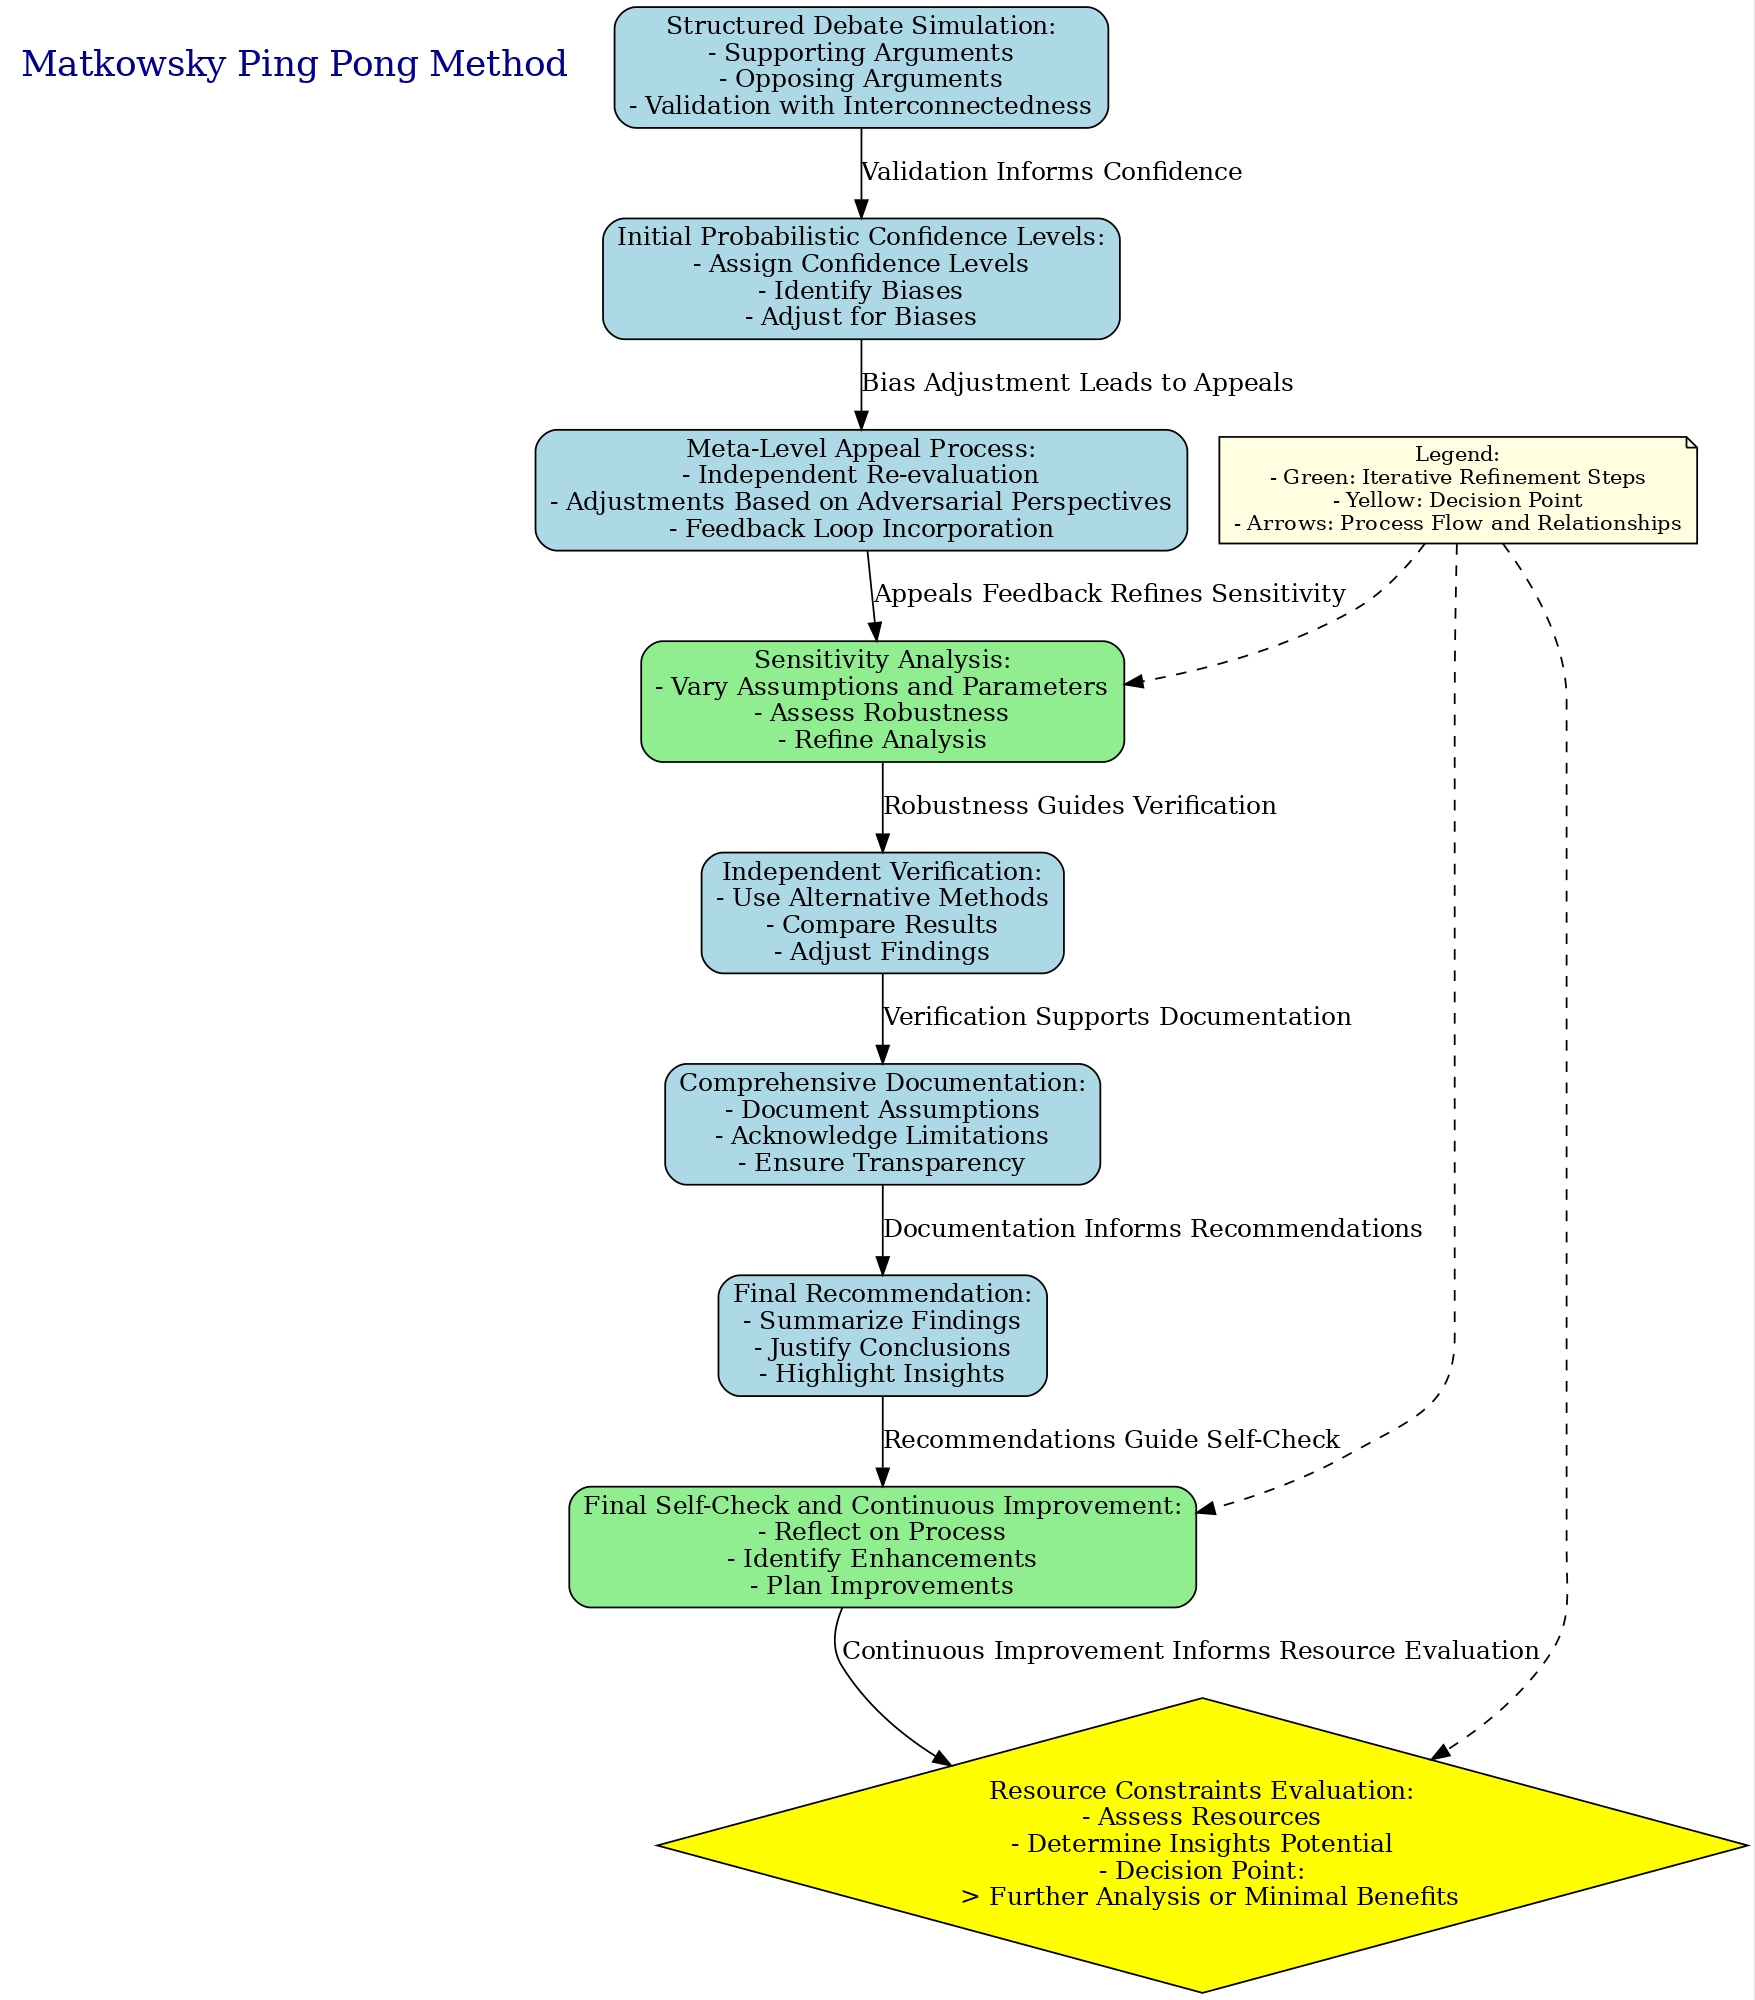 Matkowsky Ping Pong Method
Structured Debate Simulation:
- Supporting Arguments
- Opposing Arguments
- Validation with Interconnectedness
Validation Informs Confidence
Initial Probabilistic Confidence Levels:
- Assign Confidence Levels
- Identify Biases
- Adjust for Biases
Bias Adjustment Leads to Appeals
Meta-Level Appeal Process:
- Independent Re-evaluation
- Adjustments Based on Adversarial Perspectives
- Feedback Loop Incorporation
Legend:
- Green: Iterative Refinement Steps
- Yellow: Decision Point
- Arrows: Process Flow and Relationships
Appeals Feedback Refines Sensitivity
Sensitivity Analysis:
- Vary Assumptions and Parameters
- Assess Robustness
- Refine Analysis
Robustness Guides Verification
Independent Verification:
- Use Alternative Methods
- Compare Results
- Adjust Findings
Verification Supports Documentation
Comprehensive Documentation:
- Document Assumptions
- Acknowledge Limitations
- Ensure Transparency
Documentation Informs Recommendations
Final Recommendation:
- Summarize Findings
- Justify Conclusions
- Highlight Insights
Recommendations Guide Self-Check
Final Self-Check and Continuous Improvement:
- Reflect on Process
- Identify Enhancements
- Plan Improvements
Continuous Improvement Informs Resource Evaluation
Resource Constraints Evaluation:
- Assess Resources
- Determine Insights Potential
- Decision Point:
> Further Analysis or Minimal Benefits